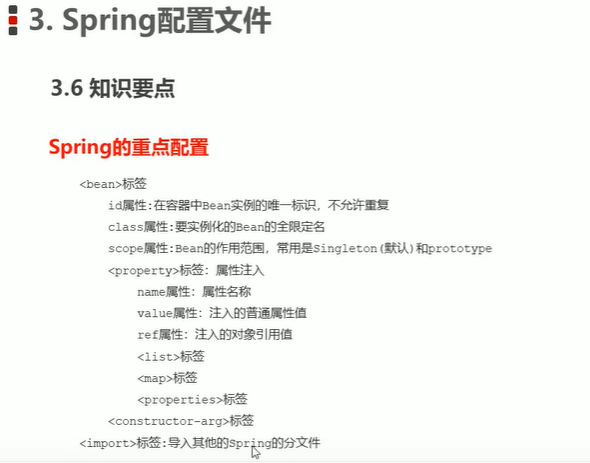 3. Spring配置文件
3.6 知识要点
Spring的重点配置
<bean>标签
id属性:在容器中Bean实例的唯一标识，不允许重复
class属性:要实例化的Bean的全限定名
scope属性:Bean的作用范围，常用是Singleton(默认)和prototype
<property>标签：属性注入
name属性：属性名称
value属性：注入的普通属性值
ref属性：注入的对象引用值
<list>标签
<map>标签
<properties>标签
<constructor-arg>标签
<import>标签:导入其他的Spring的分文件